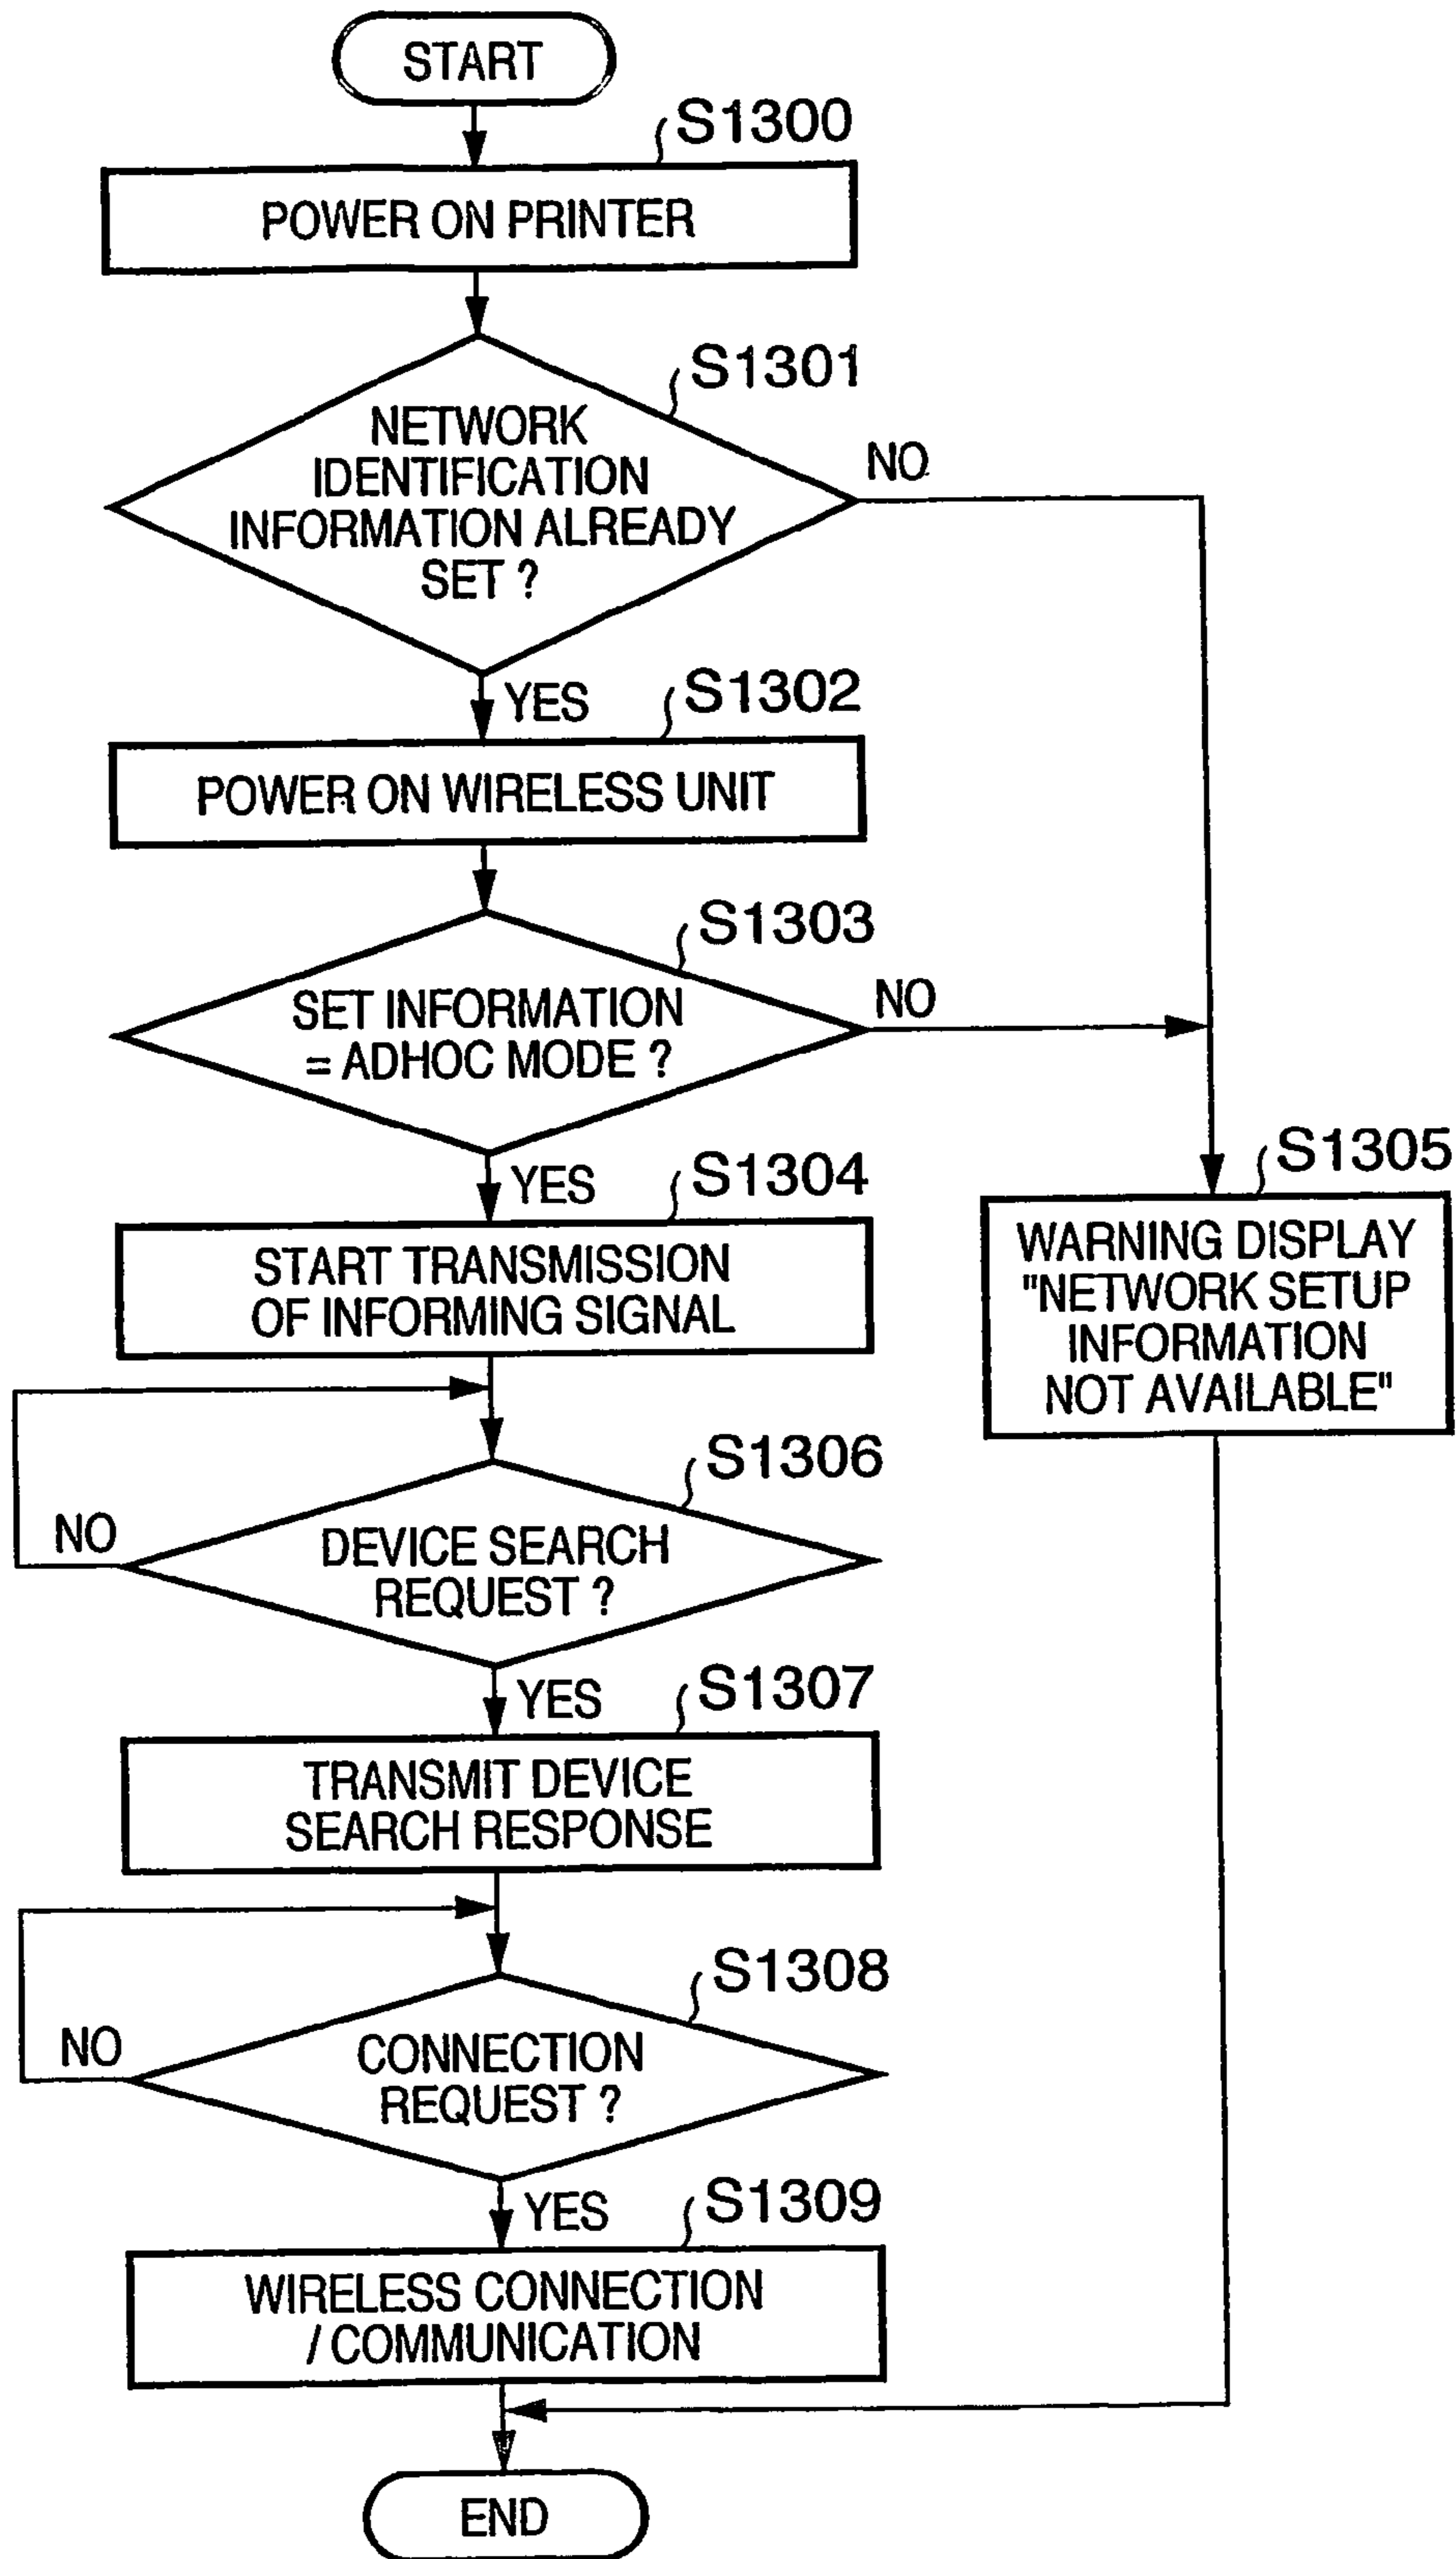 START
S1300
POWER ON PRINTER
S1301
NETWORK
IDENTIFICATION
INFORMATION ALREADY
SET ?
NO
YES
S1302
POWER ON WIRELESS UNIT
S1303
SET INFORMATION
= ADHOC MODE ?
NO
YES
S1304
START TRANSMISSION
OF INFORMING SIGNAL
S1305
WARNING DISPLAY
"NETWORK SETUP
INFORMATION
NOT AVAILABLE"
S1306
DEVICE SEARCH
REQUEST ?
NO
YES
S1307
TRANSMIT DEVICE
SEARCH RESPONSE
S1308
CONNECTION
REQUEST ?
NO
YES
S1309
WIRELESS CONNECTION
/ COMMUNICATION
END